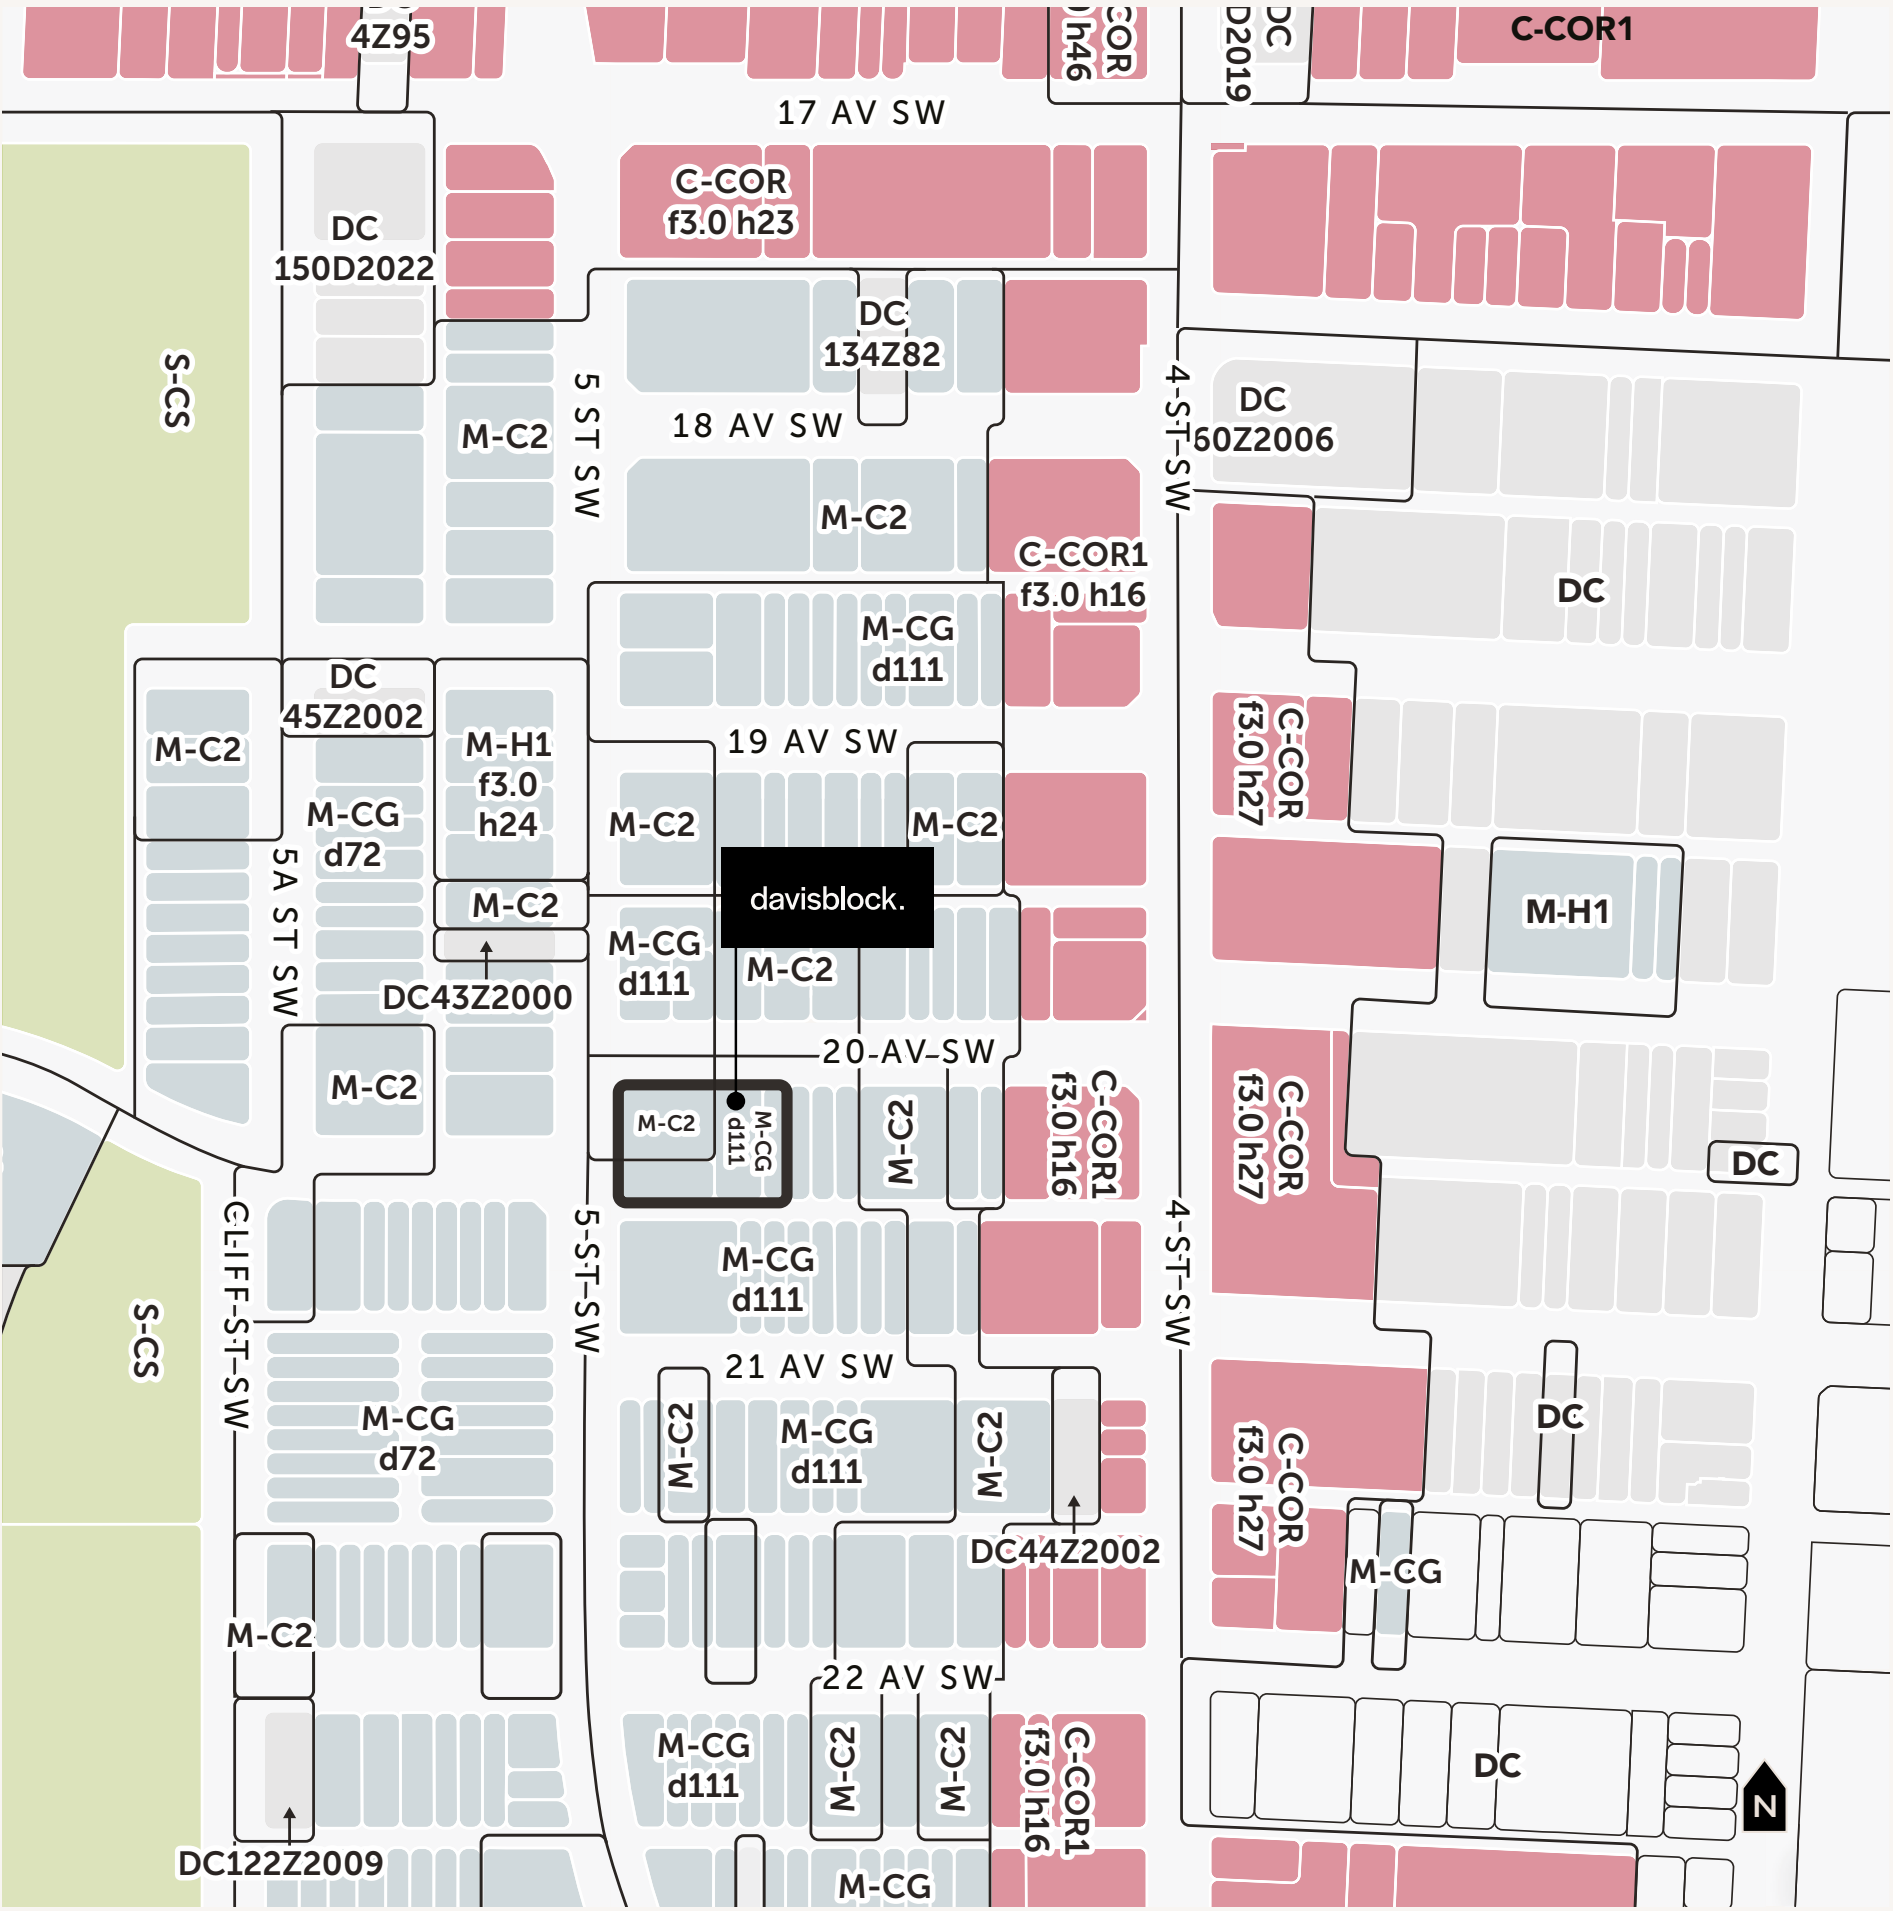 4Z95
C-COR
h46
DC
D2019
C-COR1
17 AV SW
C-COR
f3.0 h23
DC
150D2022
S-CS
DC
134Z82
5 ST SW
18 AV SW
M-C2
4 ST SW
DC
60Z2006
M-C2
C-COR1
f3.0 h16
DC
M-CG
d111
DC
45Z2002
M-C2
M-H1
f3.0
h24
19 AV SW
C-COR
f3.0 h27
M-CG
d72
M-C2
M-C2
5A ST SW
M-C2
davisblock.
M-H1
M-CG
d111
M-C2
DC43Z2000
20 AV SW
M-C2
M-C2
M-CG
d111
M-C2
C-COR1
f3.0 h16
C-COR
f3.0 h27
DC
CLIFF ST SW
5 ST SW
4 ST SW
M-CG
d111
S-CS
21 AV SW
M-CG
d72
M-C2
M-CG
d111
M-C2
DC
C-COR
f3.0 h27
DC44Z2002
M-CG
M-C2
22 AV SW
M-CG
d111
M-C2
M-C2
C-COR1
f3.0 h16
DC
N
DC122Z2009
M-CG